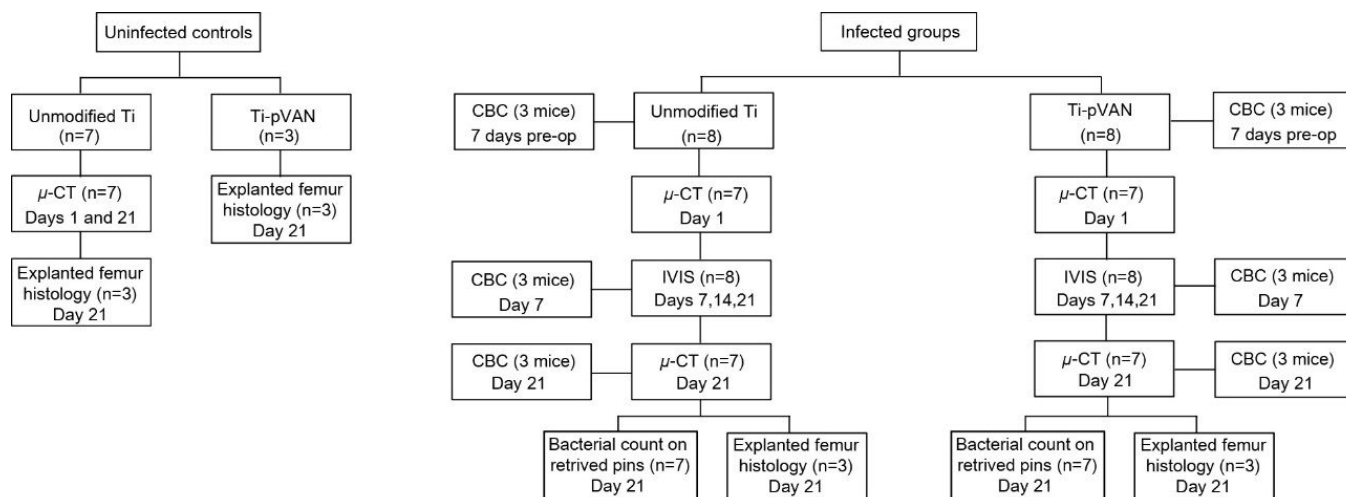 Uninfected controls
Unmodified Ti
(n=7)
Ti-pVAN
(n=3)
μ-CT (n=7)
Days 1 and 21
Explanted femur
histology (n=3)
Day 21
Explanted femur
histology (n=3)
Day 21
Infected groups
CBC (3 mice)
7 days pre-op
Unmodified Ti
(n=8)
Ti-pVAN
(n=8)
CBC (3 mice)
7 days pre-op
μ-CT (n=7)
Day 1
μ-CT (n=7)
Day 1
CBC (3 mice)
Day 7
IVIS (n=8)
Days 7,14,21
IVIS (n=8)
Days 7,14,21
CBC (3 mice)
Day 7
CBC (3 mice)
Day 21
μ-CT (n=7)
Day 21
μ-CT (n=7)
Day 21
CBC (3 mice)
Day 21
Bacterial count on
retrived pins (n=7)
Day 21
Explanted femur
histology (n=3)
Day 21
Bacterial count on
retrived pins (n=7)
Day 21
Explanted femur
histology (n=3)
Day 21